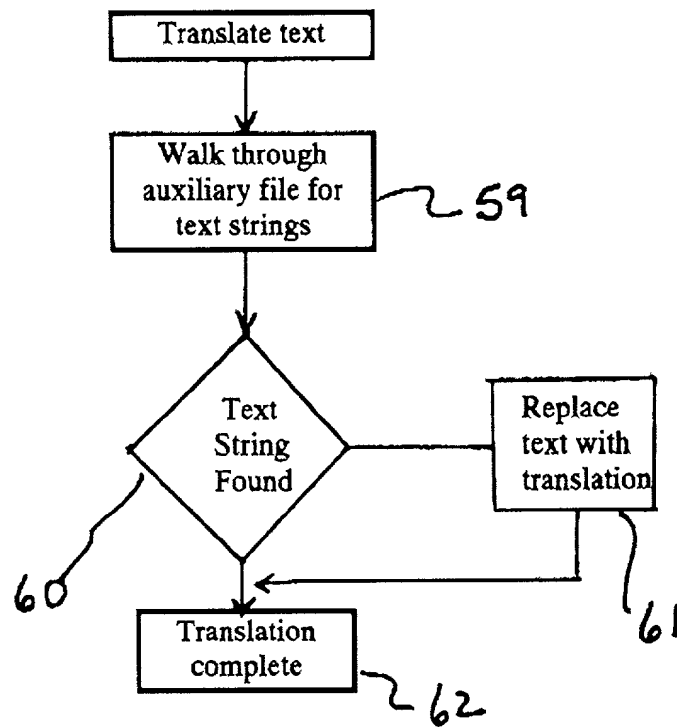 Translate text
Walk through
auxiliary file for
text strings
59
Text
String
Found
Replace
text with
translation
60
61
Translation
complete
62